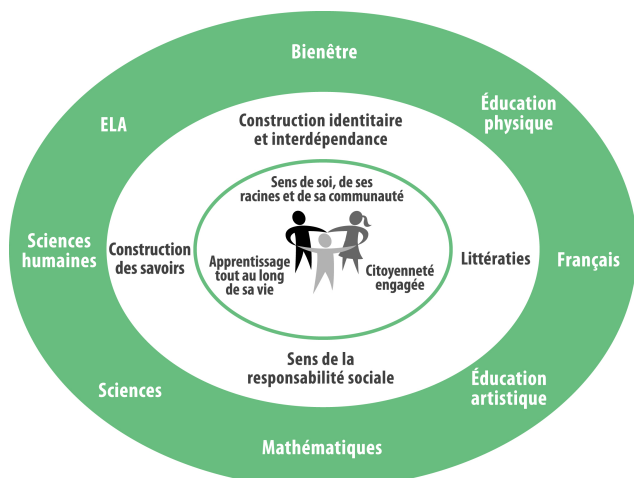 Bienêtre
ELA
Éducation
physique
Construction identitaire
et interdépendance
Sens de soi, de ses
racines et de sa communauté
Sciences
humaines
Construction
des savoirs
Apprentissage
tout au long
de sa vie
Citoyenneté
engagée
Littératies
Français
Sens de la
responsabilité sociale
Sciences
Éducation
artistique
Mathématiques